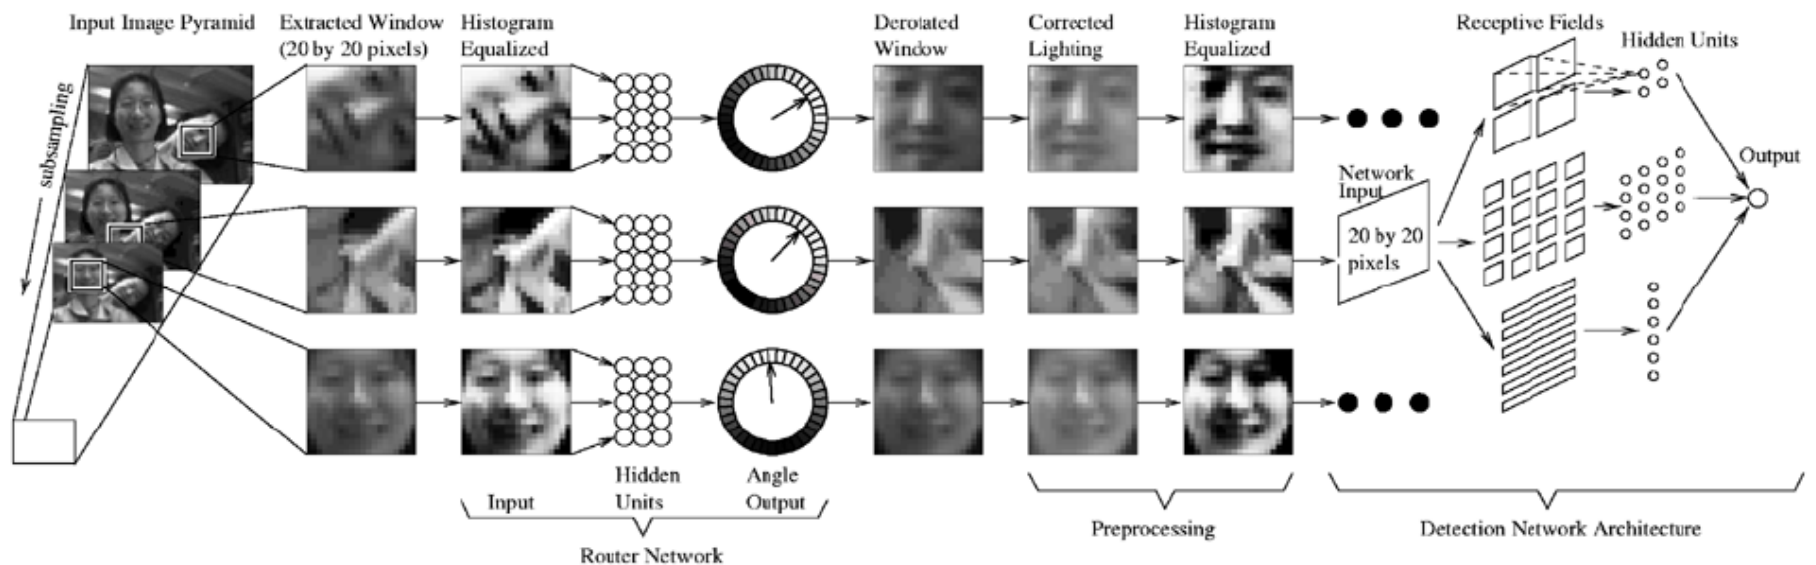 Input Image Pyramid
Extracted Window
(20 by 20 pixels)
Histogram
Equalized
Derotated
Window
Corrected
Lighting
Histogram
Equalized
Receptive Fields
Hidden Units
subsampling
Network
Input
20 by 20
pixels
Output
Input
Hidden
Units
Angle
Output
Router Network
Preprocessing
Detection Network Architecture